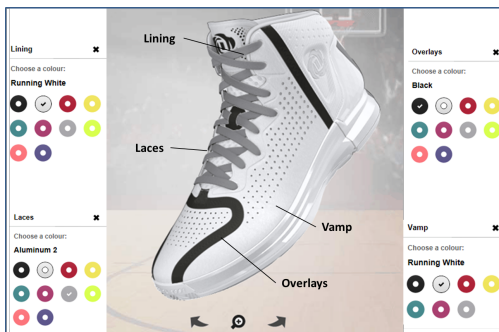 Lining
Choose a colour:
Running White
Laces
Choose a colour:
Aluminum 2
Lining
Laces
Vamp
Overlays
Overlays
Choose a colour:
Black
Vamp
Choose a colour:
Running White